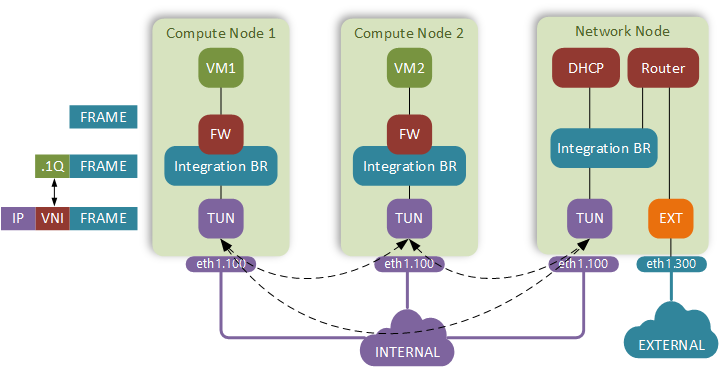 Compute Node 1
Compute Node 2
Network Node
VM1
VM2
DHCP
Router
FRAME
FW
FW
.1Q
FRAME
Integration BR
Integration BR
Integration BR
IP
VNI
FRAME
TUN
TUN
TUN
EXT
eth1.100
eth1.100
eth1.100
eth1.300
INTERNAL
EXTERNAL